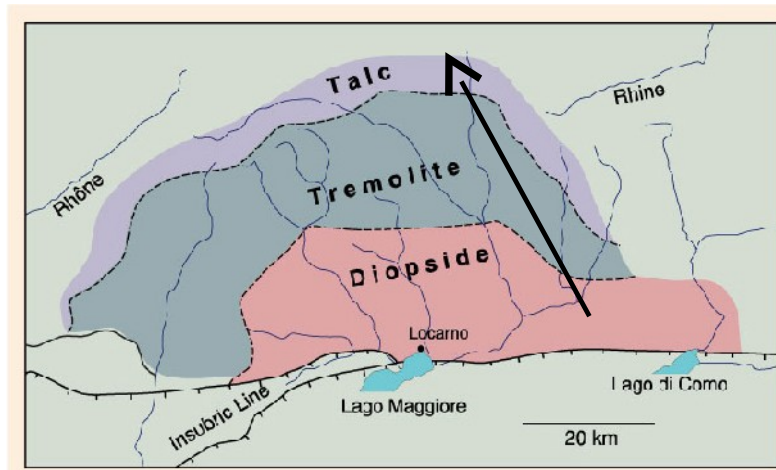 Talc
Rhine
Tremolite
Rhône
Diopside
Locarno
Lago Maggiore
Lago di Como
Insubric Line
20 km